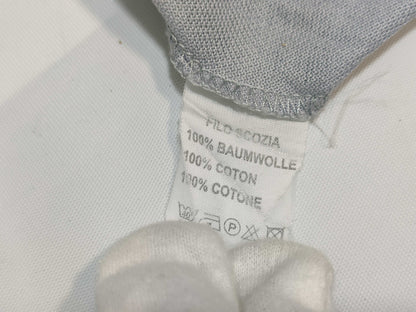 FILO SCOZIA
100% BAUMWOLLE
100% COTON
100% COTONE
P